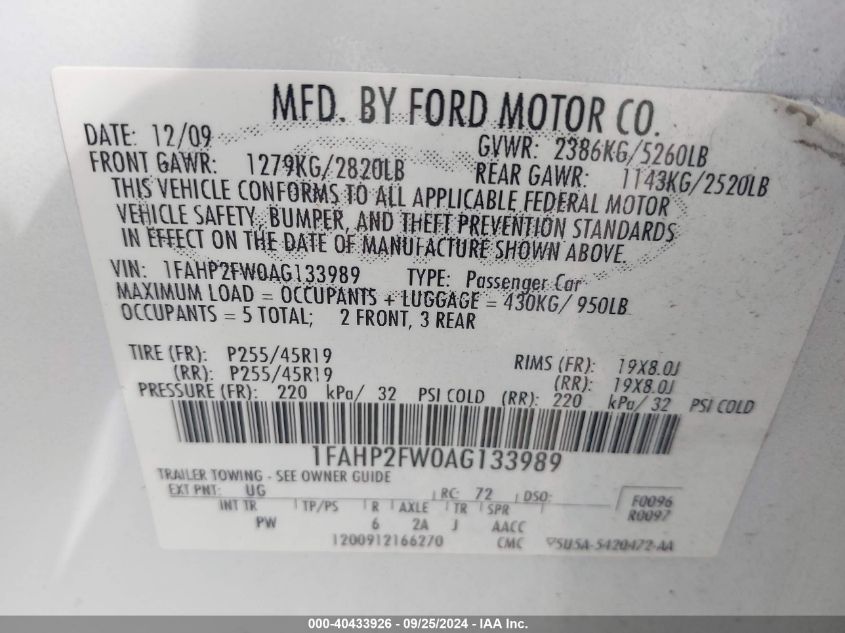 MFD. BY FORD MOTOR CO.
DATE: 12/09 GVWR: 2386KG/5260LB
FRONT GAWR: 1279KG/2820LB REAR GAWR: 1143KG/2520LB
THIS VEHICLE CONFORMS TO ALL APPLICABLE FEDERAL MOTOR
VEHICLE SAFETY, BUMPER, AND THEFT PREVENTION STANDARDS
IN EFFECT ON THE DATE OF MANUFACTURE SHOWN ABOVE.
VIN: 1FAHP2FW0AG133989 TYPE: Passenger Car
MAXIMUM LOAD = OCCUPANTS + LUGGAGE = 430KG/ 950LB
OCCUPANTS = 5 TOTAL; 2 FRONT, 3 REAR
TIRE (FR): P255/45R19 RIMS (FR): 19X8.0J
(RR): P255/45R19 (RR): 19X8.0J
PRESSURE (FR): 220 kPa/ 32 PSI COLD (RR): 220 kPa/ 32 PSI COLD
1FAHP2FW0AG133989
TRAILER TOWING - SEE OWNER GUIDE
EXT PNT: UG RC: 72 DSO: F0096
INT TR TP/PS R AXLE TR SPR R0097
PW 6 2A J AACC
1200912166270 CMC 5U5A-5420472-AA
000-40433926 - 09/25/2024 - IAA Inc.